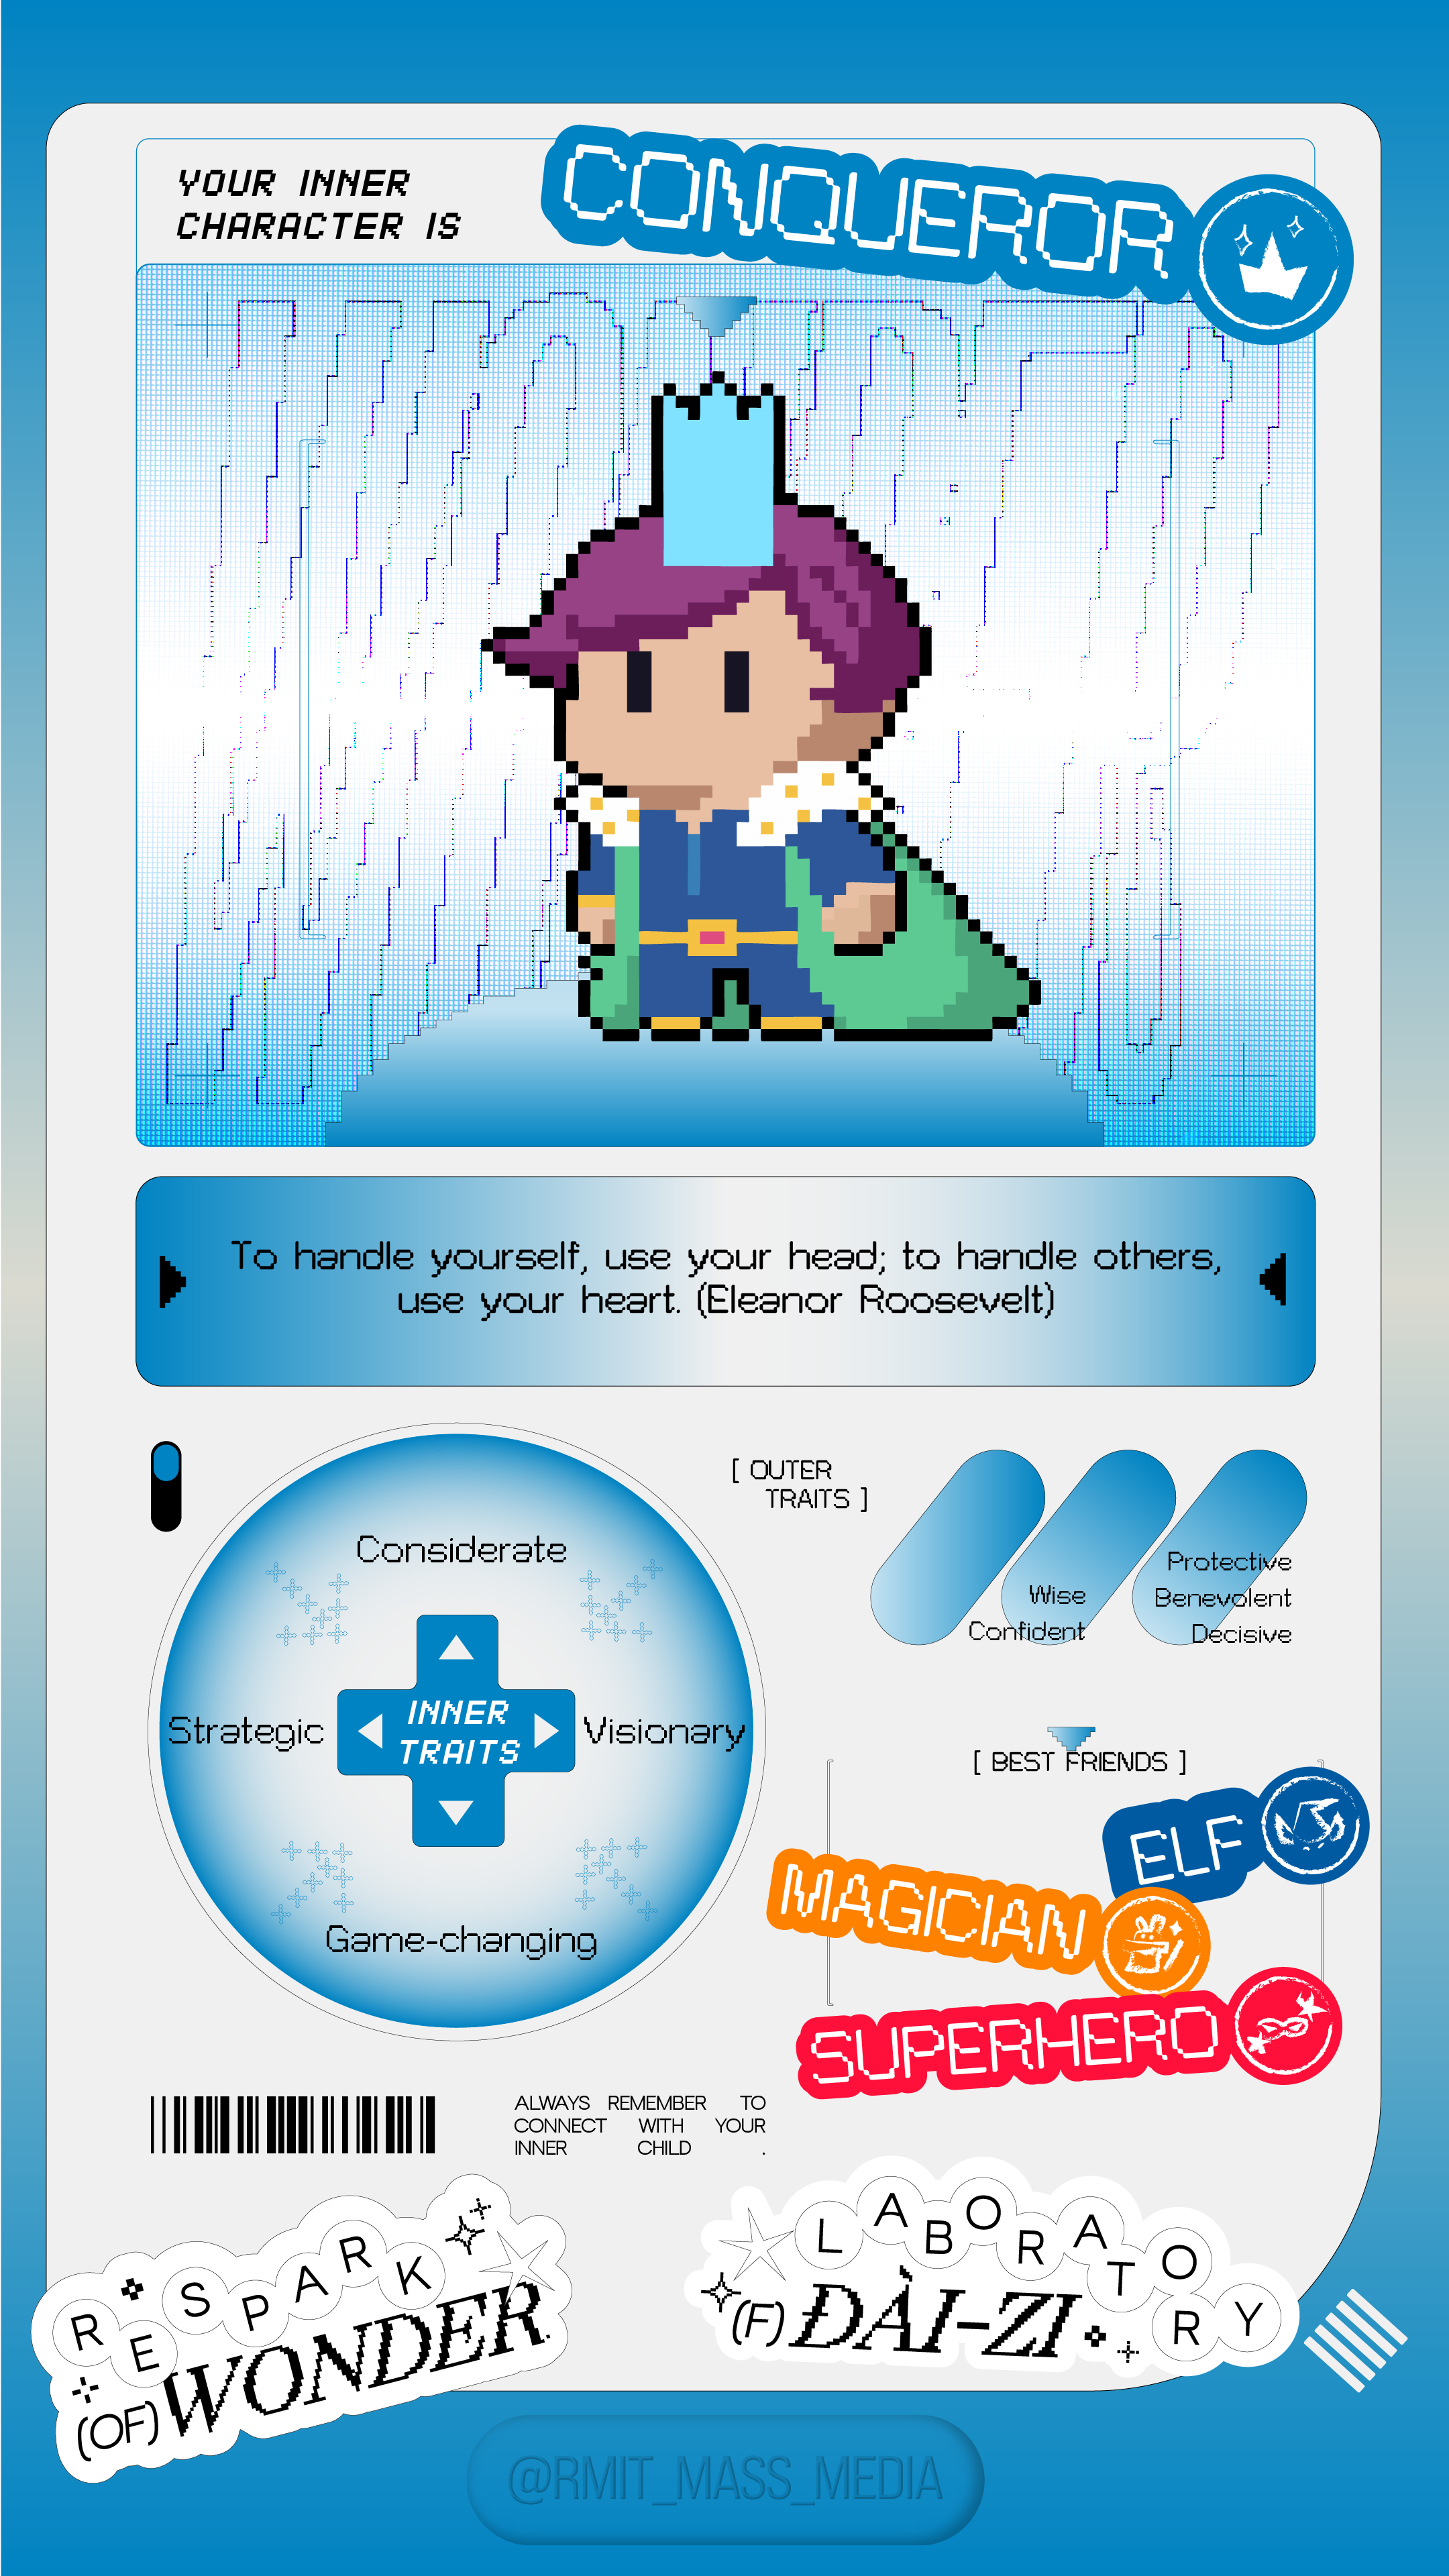 YOUR INNER
CHARACTER IS
CONQUEROR
To handle yourself, use your head; to handle others,
use your heart. (Eleanor Roosevelt)
Considerate
Strategic
INNER
TRAITS
Visionary
Game-changing
[ OUTER
TRAITS ]
Wise
Confident
Protective
Benevolent
Decisive
[ BEST FRIENDS ]
ELF
MAGICIAN
SUPERHERO
ALWAYS REMEMBER TO
CONNECT WITH YOUR
INNER CHILD .
RESPARK
(OF) WONDER
LABORATORY
(F) ĐÀI-ZI
@RMIT_MASS_MEDIA